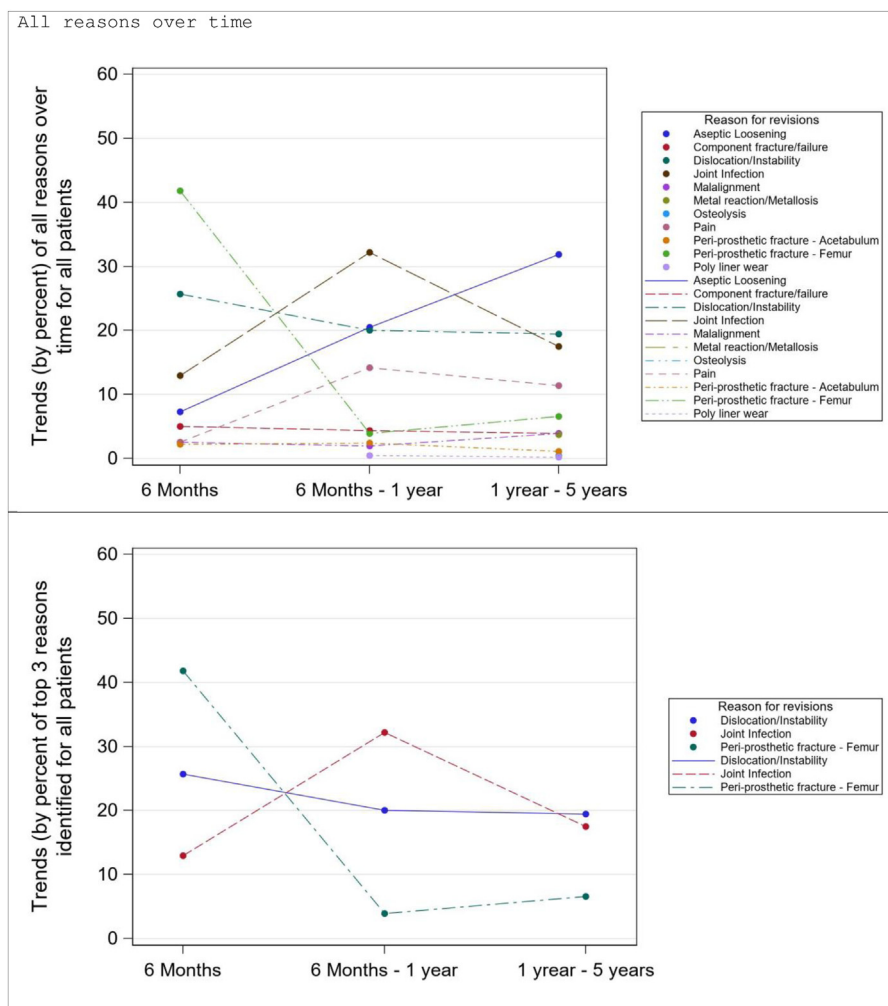 All reasons over time
Trends (by percent) of all reasons over
time for all patients
60
50
40
30
20
10
0
6 Months
6 Months - 1 year
1 yrear - 5 years
Reason for revisions
Aseptic Loosening
Component fracture/failure
Dislocation/Instability
Joint Infection
Malalignment
Metal reaction/Metallosis
Osteolysis
Pain
Peri-prosthetic fracture - Acetabulum
Peri-prosthetic fracture - Femur
Poly liner wear
Aseptic Loosening
Component fracture/failure
Dislocation/Instability
Joint Infection
Malalignment
Metal reaction/Metallosis
Osteolysis
Pain
Peri-prosthetic fracture - Acetabulum
Peri-prosthetic fracture - Femur
Poly liner wear
Trends (by percent of top 3 reasons
identified for all patients
60
50
40
30
20
10
0
6 Months
6 Months - 1 year
1 yrear - 5 years
Reason for revisions
Dislocation/Instability
Joint Infection
Peri-prosthetic fracture - Femur
Dislocation/Instability
Joint Infection
Peri-prosthetic fracture - Femur